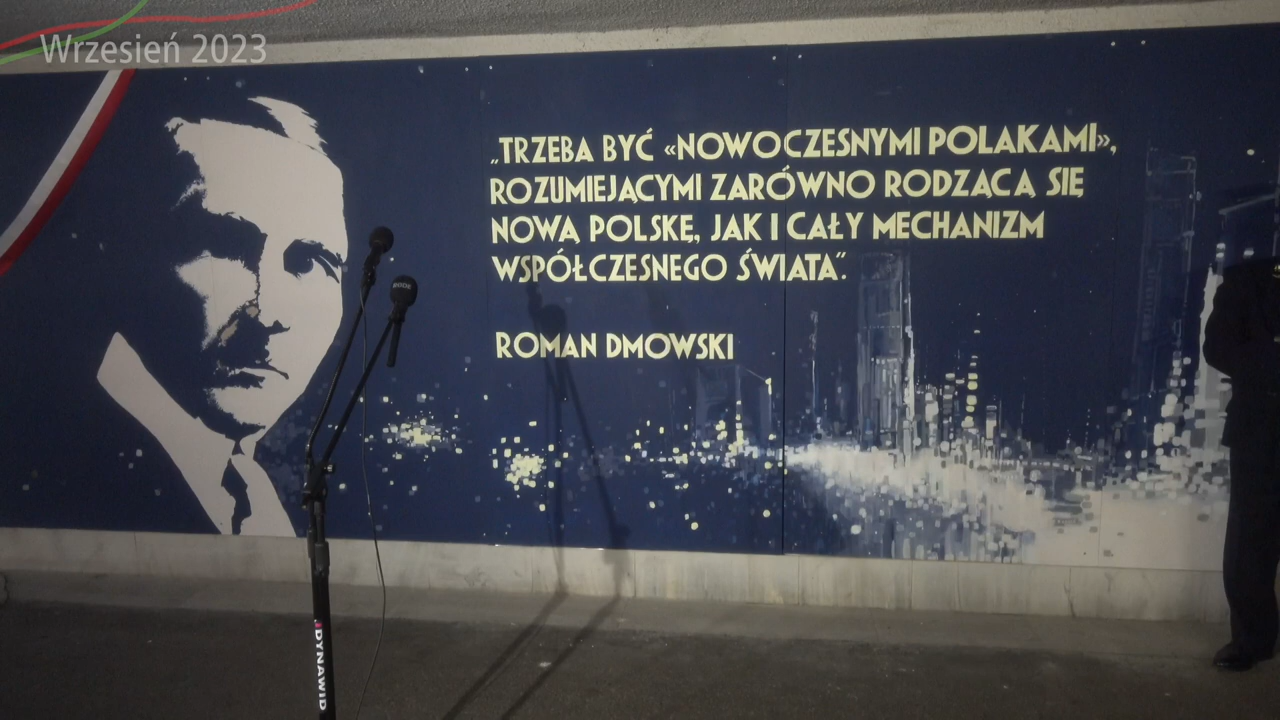 Wrzesień 2023
„TRZEBA BYĆ «NOWOCZESNYMI POLAKAMI»,
ROZUMIEJĄCYMI ZARÓWNO RODZĄCĄ SIĘ
NOWĄ POLSKĘ, JAK I CAŁY MECHANIZM
WSPÓŁCZESNEGO ŚWIATA”.
ROMAN DMOWSKI
RODE
DYNAWID